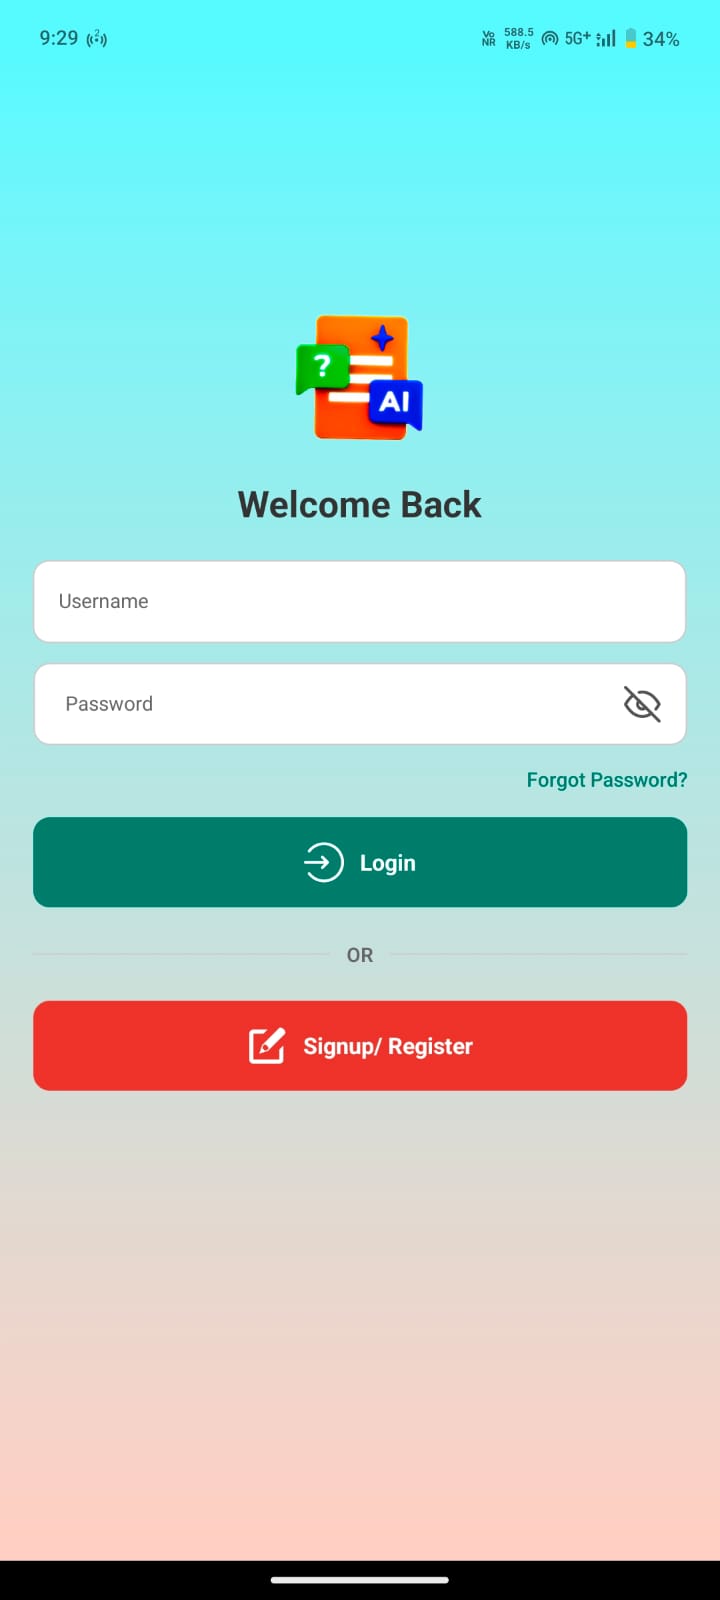 9:29 2
Vo NR 588.5 KB/s 5G+ 34%
?
AI
Welcome Back
Username
Password
Forgot Password?
Login
OR
Signup/ Register